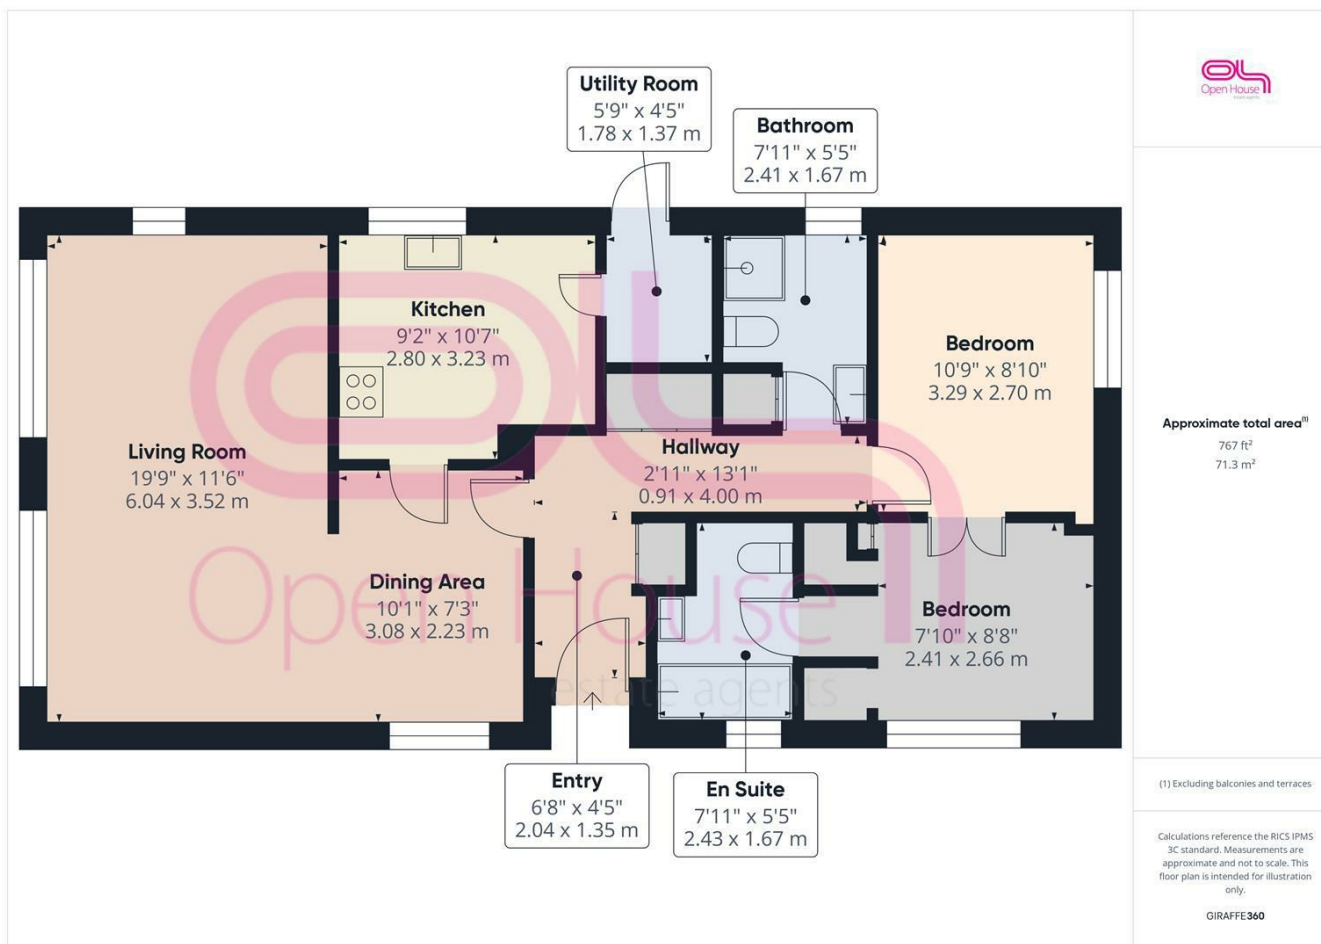 Utility Room
5'9" x 4'5"
1.78 x 1.37 m
Bathroom
7'11" x 5'5"
2.41 x 1.67 m
Kitchen
9'2" x 10'7"
2.80 x 3.23 m
Bedroom
10'9" x 8'10"
3.29 x 2.70 m
Living Room
19'9" x 11'6"
6.04 x 3.52 m
Hallway
2'11" x 13'1"
0.91 x 4.00 m
Dining Area
10'1" x 7'3"
3.08 x 2.23 m
Bedroom
7'10" x 8'8"
2.41 x 2.66 m
Open House
estate agents
Entry
6'8" x 4'5"
2.04 x 1.35 m
En Suite
7'11" x 5'5"
2.43 x 1.67 m
Open House
estate agents
Approximate total area(1)
767 ft²
71.3 m²
(1) Excluding balconies and terraces
Calculations reference the RICS IPMS
3C standard. Measurements are
approximate and not to scale. This
floor plan is intended for illustration
only.
GIRAFFE360